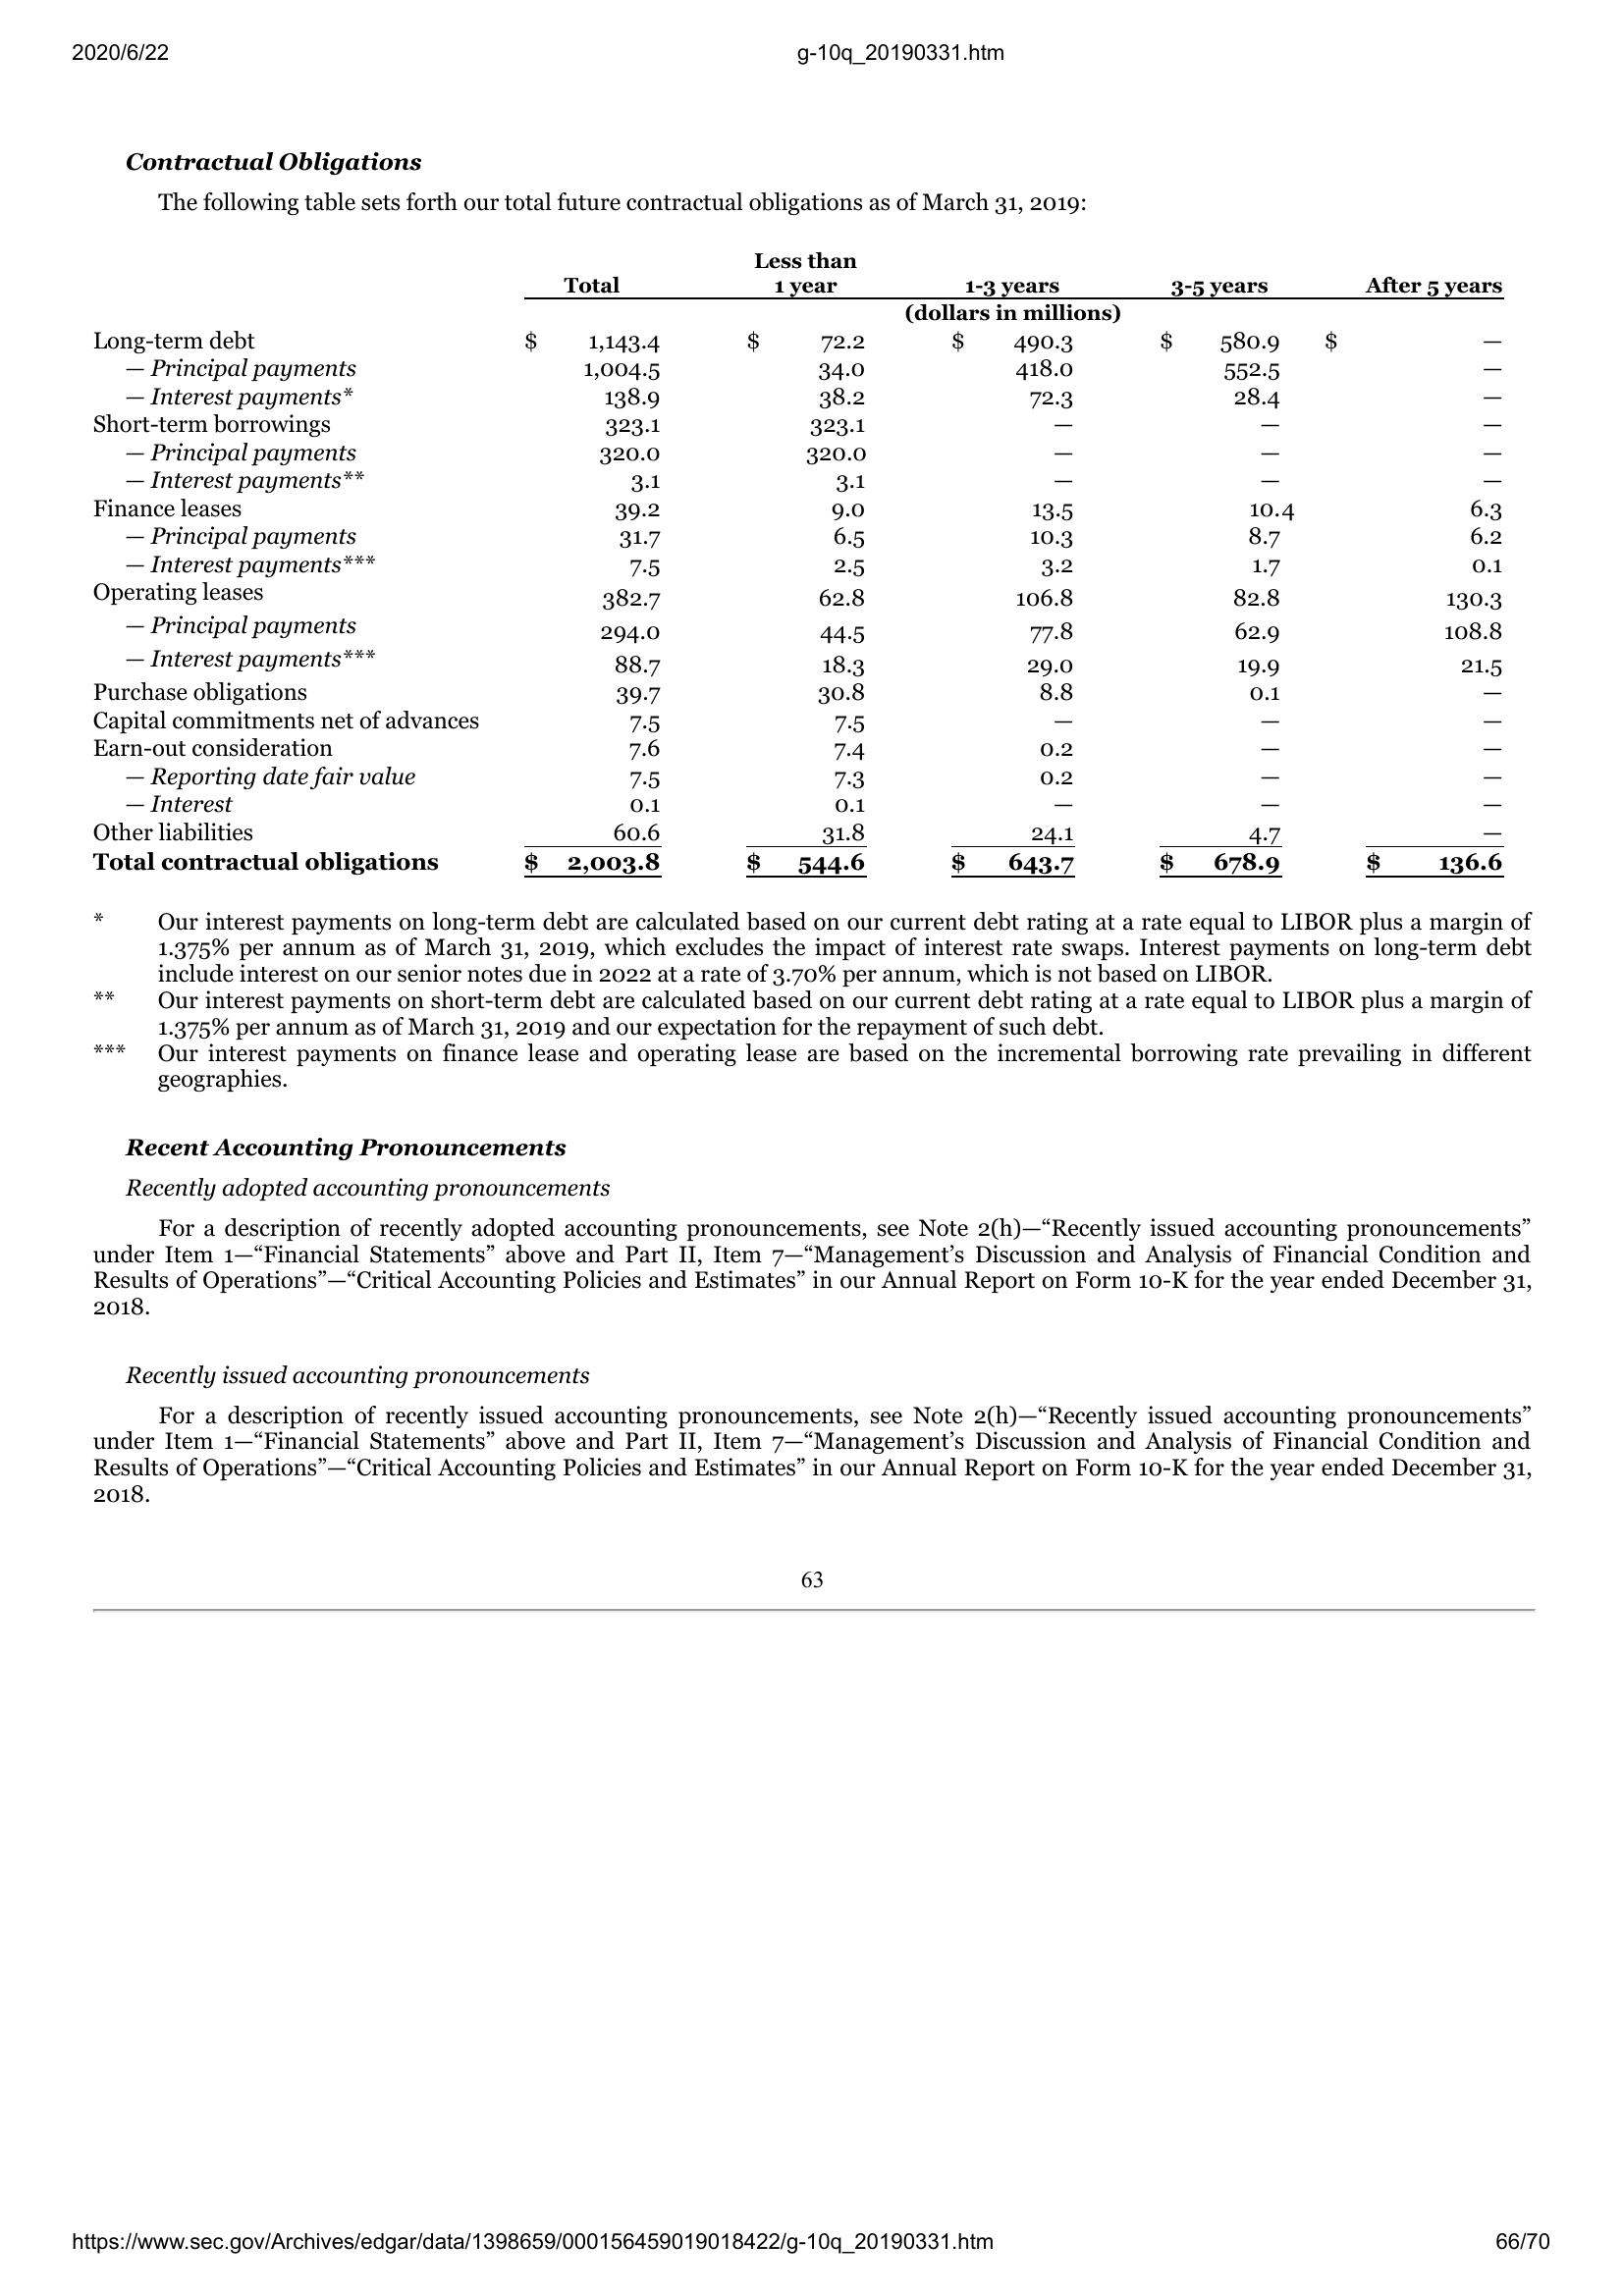 2020/6/22 g-10q_20190331.htm
Contractual Obligations
The following table sets forth our total future contractual obligations as of March 31, 2019:
Less than
Total 1 year 1-3 years 3-5 years After 5 years
(dollars in millions)
Long-term debt $ 1,143.4 $ 72.2 $ 490.3 $ 580.9 $ —
— Principal payments 1,004.5 34.0 418.0 552.5 —
— Interest payments* 138.9 38.2 72.3 28.4 —
Short-term borrowings 323.1 323.1 — — —
— Principal payments 320.0 320.0 — — —
— Interest payments** 3.1 3.1 — — —
Finance leases 39.2 9.0 13.5 10.4 6.3
— Principal payments 31.7 6.5 10.3 8.7 6.2
— Interest payments*** 7.5 2.5 3.2 1.7 0.1
Operating leases 382.7 62.8 106.8 82.8 130.3
— Principal payments 294.0 44.5 77.8 62.9 108.8
— Interest payments*** 88.7 18.3 29.0 19.9 21.5
Purchase obligations 39.7 30.8 8.8 0.1 —
Capital commitments net of advances 7.5 7.5 — — —
Earn-out consideration 7.6 7.4 0.2 — —
— Reporting date fair value 7.5 7.3 0.2 — —
— Interest 0.1 0.1 — — —
Other liabilities 60.6 31.8 24.1 4.7 —
Total contractual obligations $ 2,003.8 $ 544.6 $ 643.7 $ 678.9 $ 136.6
* Our interest payments on long-term debt are calculated based on our current debt rating at a rate equal to LIBOR plus a margin of
1.375% per annum as of March 31, 2019, which excludes the impact of interest rate swaps. Interest payments on long-term debt
include interest on our senior notes due in 2022 at a rate of 3.70% per annum, which is not based on LIBOR.
** Our interest payments on short-term debt are calculated based on our current debt rating at a rate equal to LIBOR plus a margin of
1.375% per annum as of March 31, 2019 and our expectation for the repayment of such debt.
*** Our interest payments on finance lease and operating lease are based on the incremental borrowing rate prevailing in different
geographies.
Recent Accounting Pronouncements
Recently adopted accounting pronouncements
For a description of recently adopted accounting pronouncements, see Note 2(h)—“Recently issued accounting pronouncements”
under Item 1—“Financial Statements” above and Part II, Item 7—“Management’s Discussion and Analysis of Financial Condition and
Results of Operations”—“Critical Accounting Policies and Estimates” in our Annual Report on Form 10-K for the year ended December 31,
2018.
Recently issued accounting pronouncements
For a description of recently issued accounting pronouncements, see Note 2(h)—“Recently issued accounting pronouncements”
under Item 1—“Financial Statements” above and Part II, Item 7—“Management’s Discussion and Analysis of Financial Condition and
Results of Operations”—“Critical Accounting Policies and Estimates” in our Annual Report on Form 10-K for the year ended December 31,
2018.
63
https://www.sec.gov/Archives/edgar/data/1398659/000156459019018422/g-10q_20190331.htm 66/70